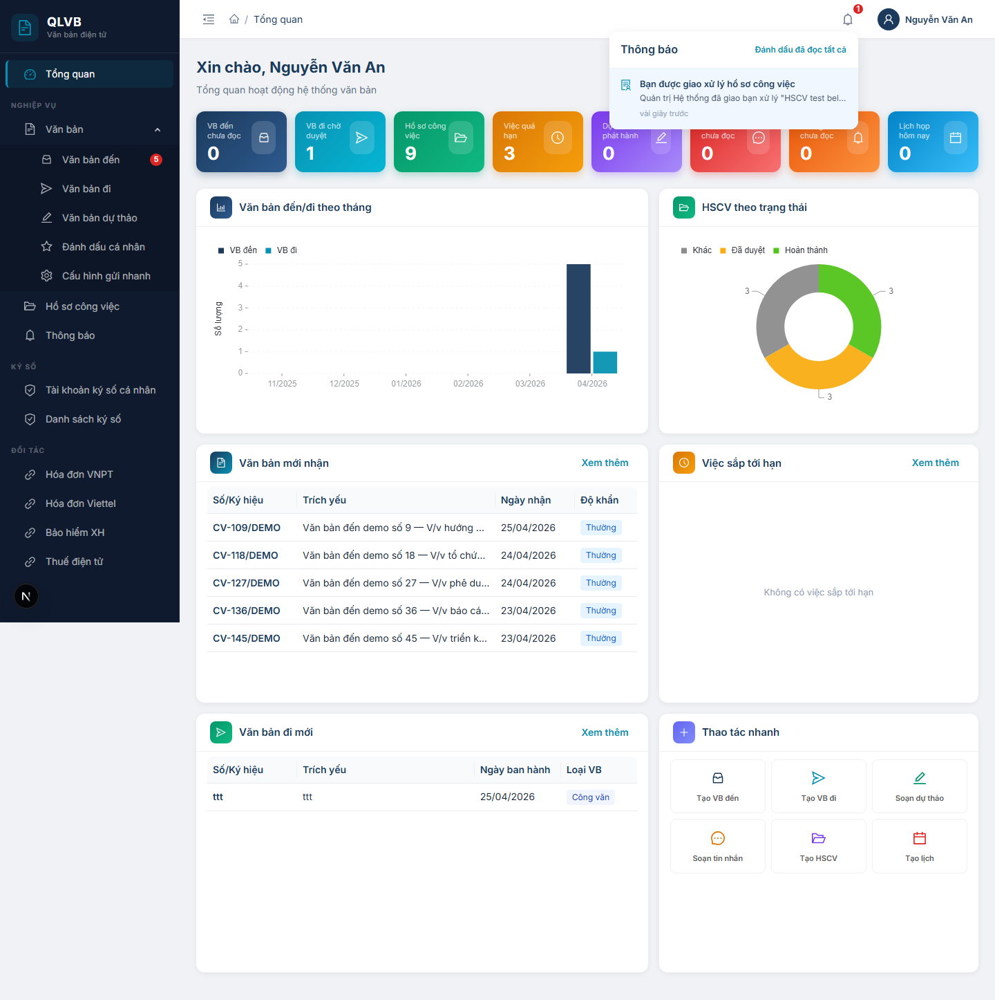 QLVB
Văn bản điện tử
Tổng quan
NGHIỆP VỤ
Văn bản
Văn bản đến
5
Văn bản đi
Văn bản dự thảo
Đánh dấu cá nhân
Cấu hình gửi nhanh
Hồ sơ công việc
Thông báo
KÝ SỐ
Tài khoản ký số cá nhân
Danh sách ký số
ĐỐI TÁC
Hóa đơn VNPT
Hóa đơn Viettel
Bảo hiểm XH
Thuế điện tử
N
/ Tổng quan
1
Nguyễn Văn An
Thông báo
Đánh dấu đã đọc tất cả
Bạn được giao xử lý hồ sơ công việc
Quản trị Hệ thống đã giao bạn xử lý "HSCV test bel...
vài giây trước
Xin chào, Nguyễn Văn An
Tổng quan hoạt động hệ thống văn bản
VB đến
chưa đọc
0
VB đi chờ
duyệt
1
Hồ sơ công
việc
9
Việc quá
hạn
3
phát hành
0
chưa đọc
0
chưa đọc
0
Lịch họp
hôm nay
0
Văn bản đến/đi theo tháng
VB đến
VB đi
Số lượng
5
4
3
2
1
0
11/2025
12/2025
01/2026
02/2026
03/2026
04/2026
HSCV theo trạng thái
Khác
Đã duyệt
Hoàn thành
3
3
3
Văn bản mới nhận
Xem thêm
Số/Ký hiệu
Trích yếu
Ngày nhận
Độ khẩn
CV-109/DEMO
Văn bản đến demo số 9 — V/v hướng ...
25/04/2026
Thường
CV-118/DEMO
Văn bản đến demo số 18 — V/v tổ chứ...
24/04/2026
Thường
CV-127/DEMO
Văn bản đến demo số 27 — V/v phê du...
24/04/2026
Thường
CV-136/DEMO
Văn bản đến demo số 36 — V/v báo cá...
23/04/2026
Thường
CV-145/DEMO
Văn bản đến demo số 45 — V/v triển k...
23/04/2026
Thường
Việc sắp tới hạn
Xem thêm
Không có việc sắp tới hạn
Văn bản đi mới
Xem thêm
Số/Ký hiệu
Trích yếu
Ngày ban hành
Loại VB
ttt
ttt
25/04/2026
Công văn
Thao tác nhanh
Tạo VB đến
Tạo VB đi
Soạn dự thảo
Soạn tin nhắn
Tạo HSCV
Tạo lịch